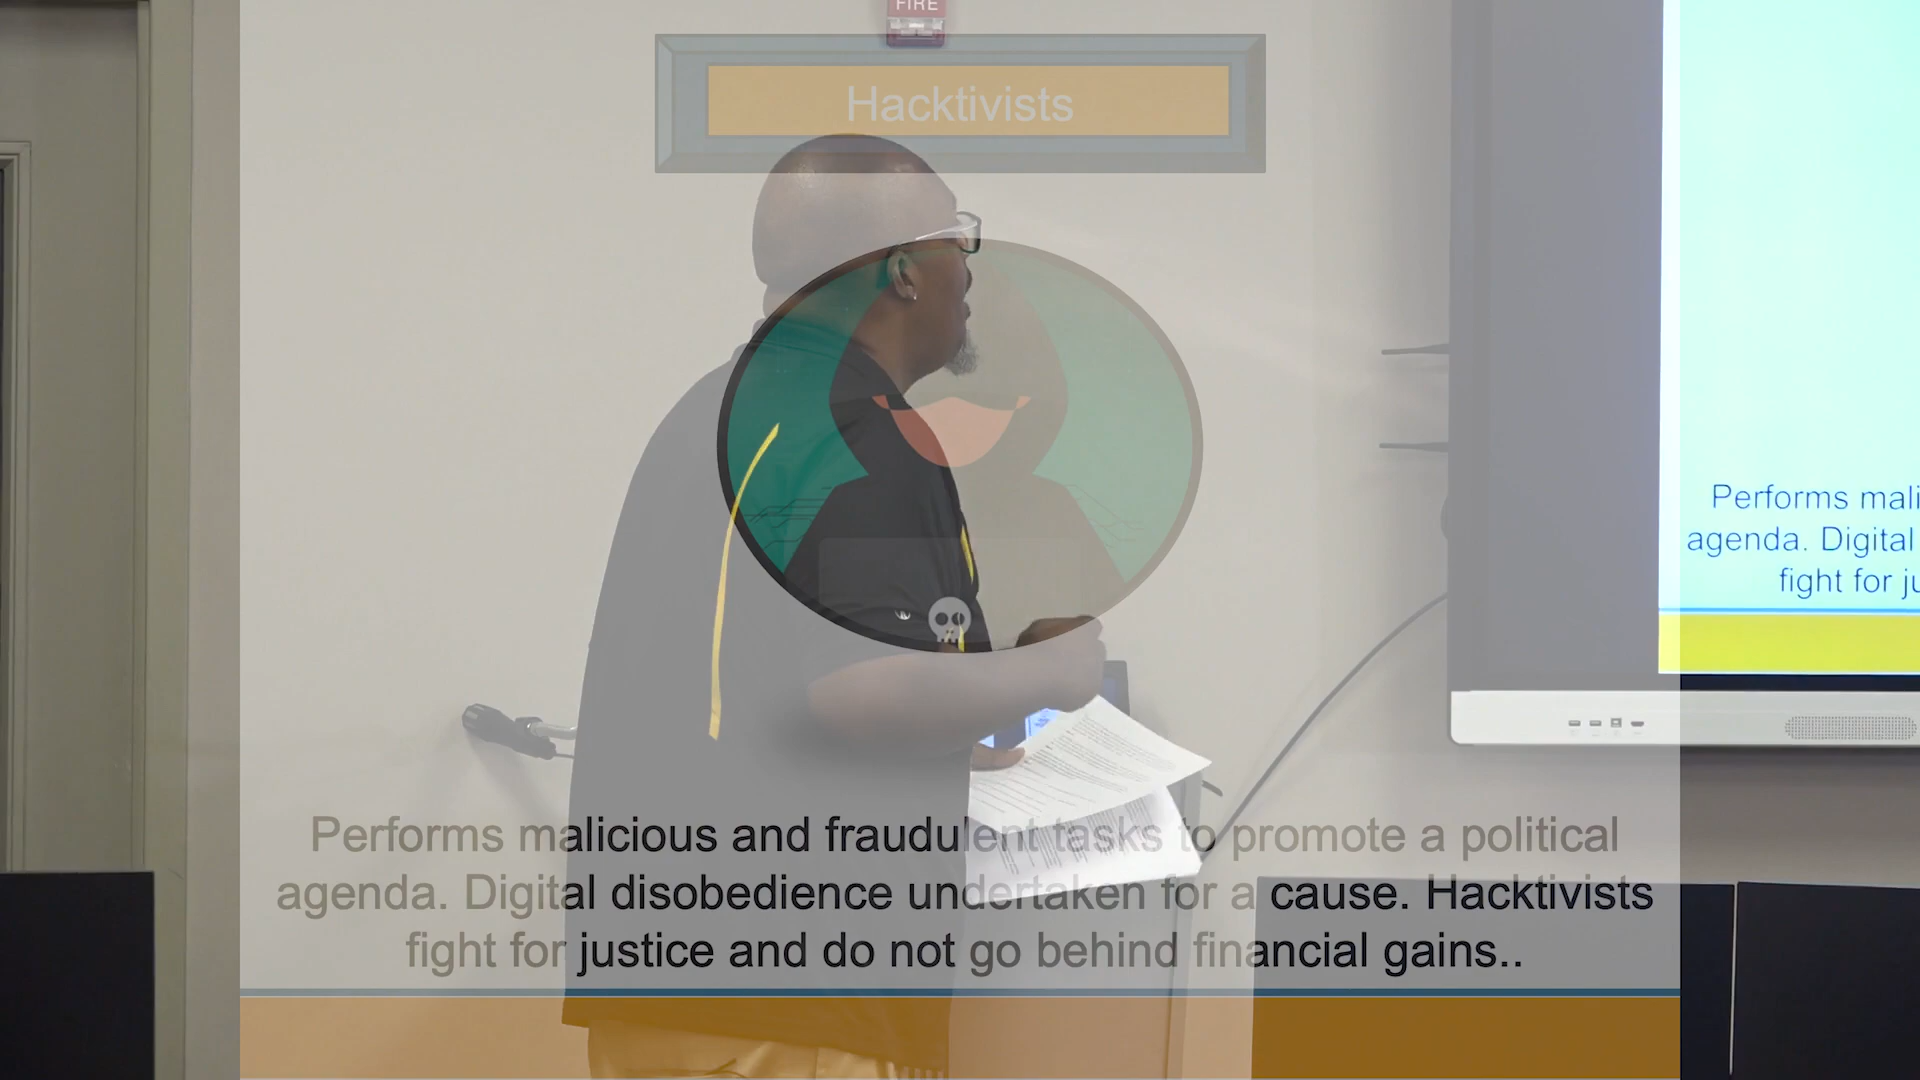 FIRE
Hacktivists
Performs mali
agenda. Digital
fight for ju
Performs malicious and fraudulent tasks to promote a political
agenda. Digital disobedience undertaken for a cause. Hacktivists
fight for justice and do not go behind financial gains..